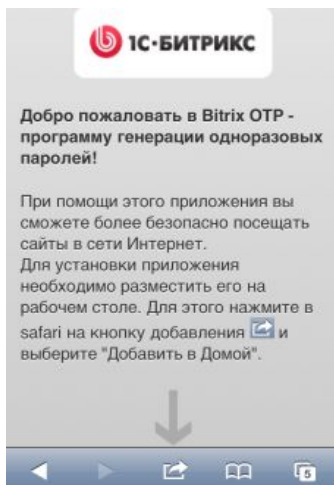 1С·БИТРИКС
Добро пожаловать в Bitrix OTP -
программу генерации одноразовых
паролей!
При помощи этого приложения вы
сможете более безопасно посещать
сайты в сети Интернет.
Для установки приложения
необходимо разместить его на
рабочем столе. Для этого нажмите в
safari на кнопку добавления и
выберите "Добавить в Домой".
5